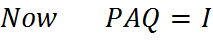 Now PAQ = I